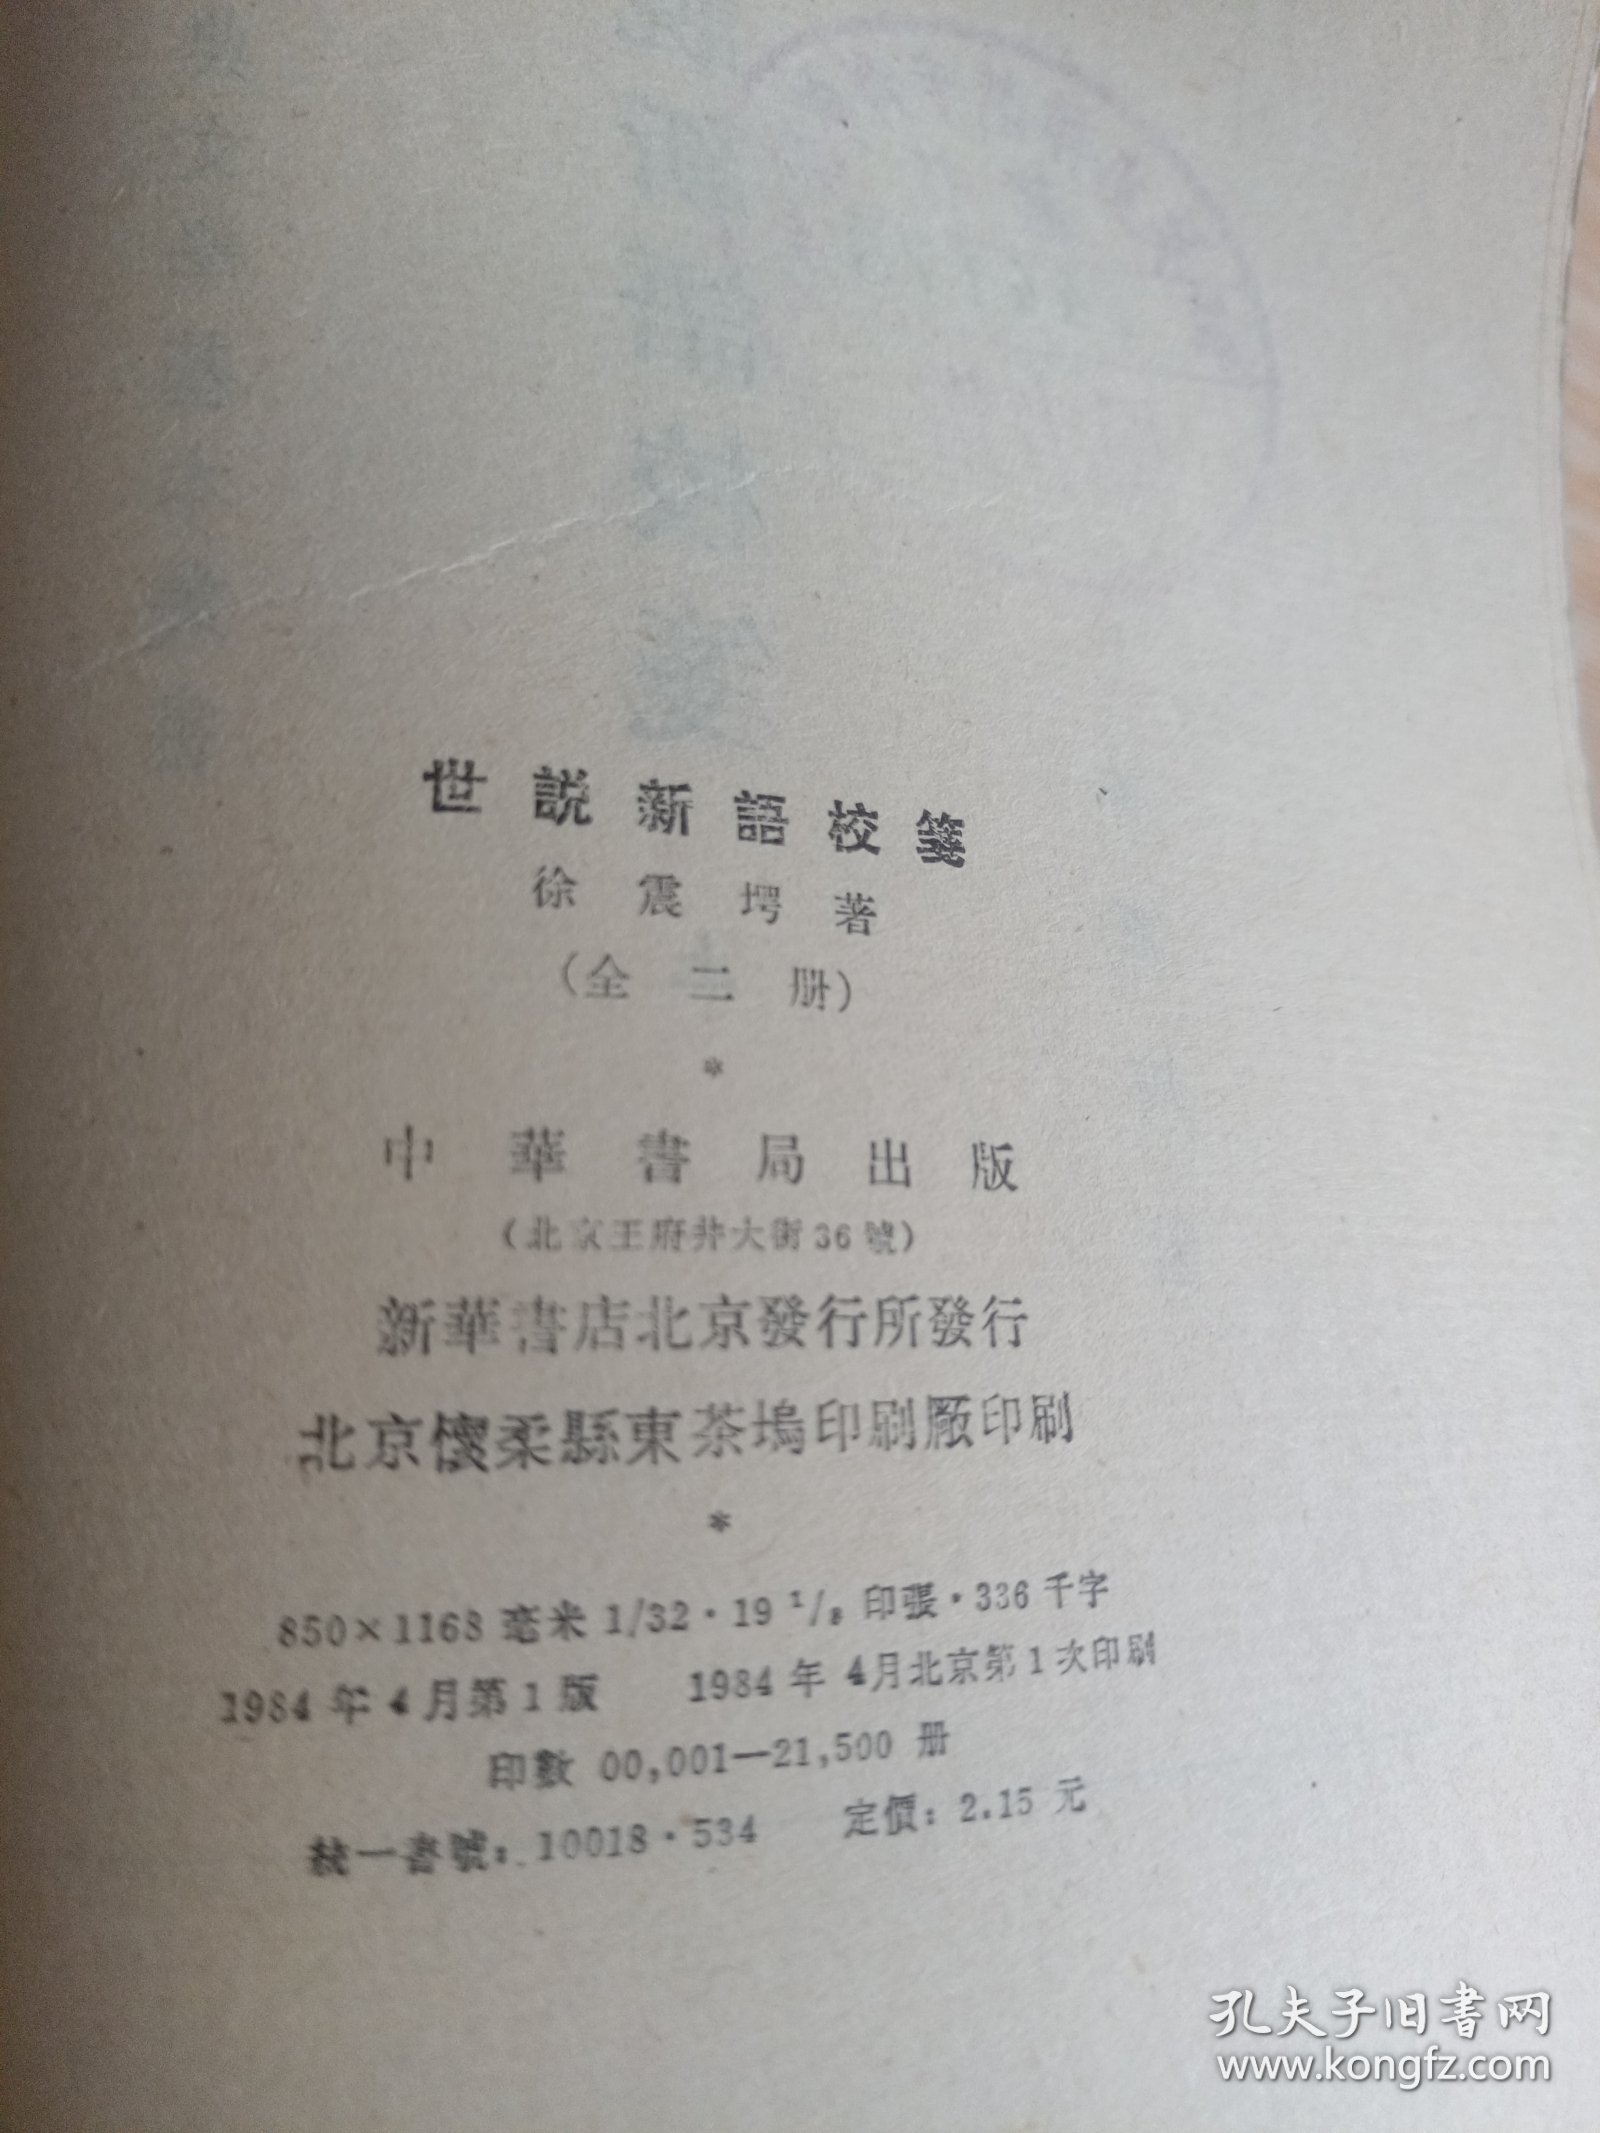 世説新語校箋
徐震堮著
(全二册)
*
中華書局出版
(北京王府井大街36號)
新華書店北京發行所發行
北京懷柔縣東茶塢印刷厰印刷
*
850×1168 毫米 1/32·19 1/8 印張·336 千字
1984 年 4 月第 1 版 1984 年 4月北京第 1 次印刷
印數 00,001—21,500 册
統一書號:10018·534 定價:2.15 元
孔夫子旧书网
www.kongfz.com